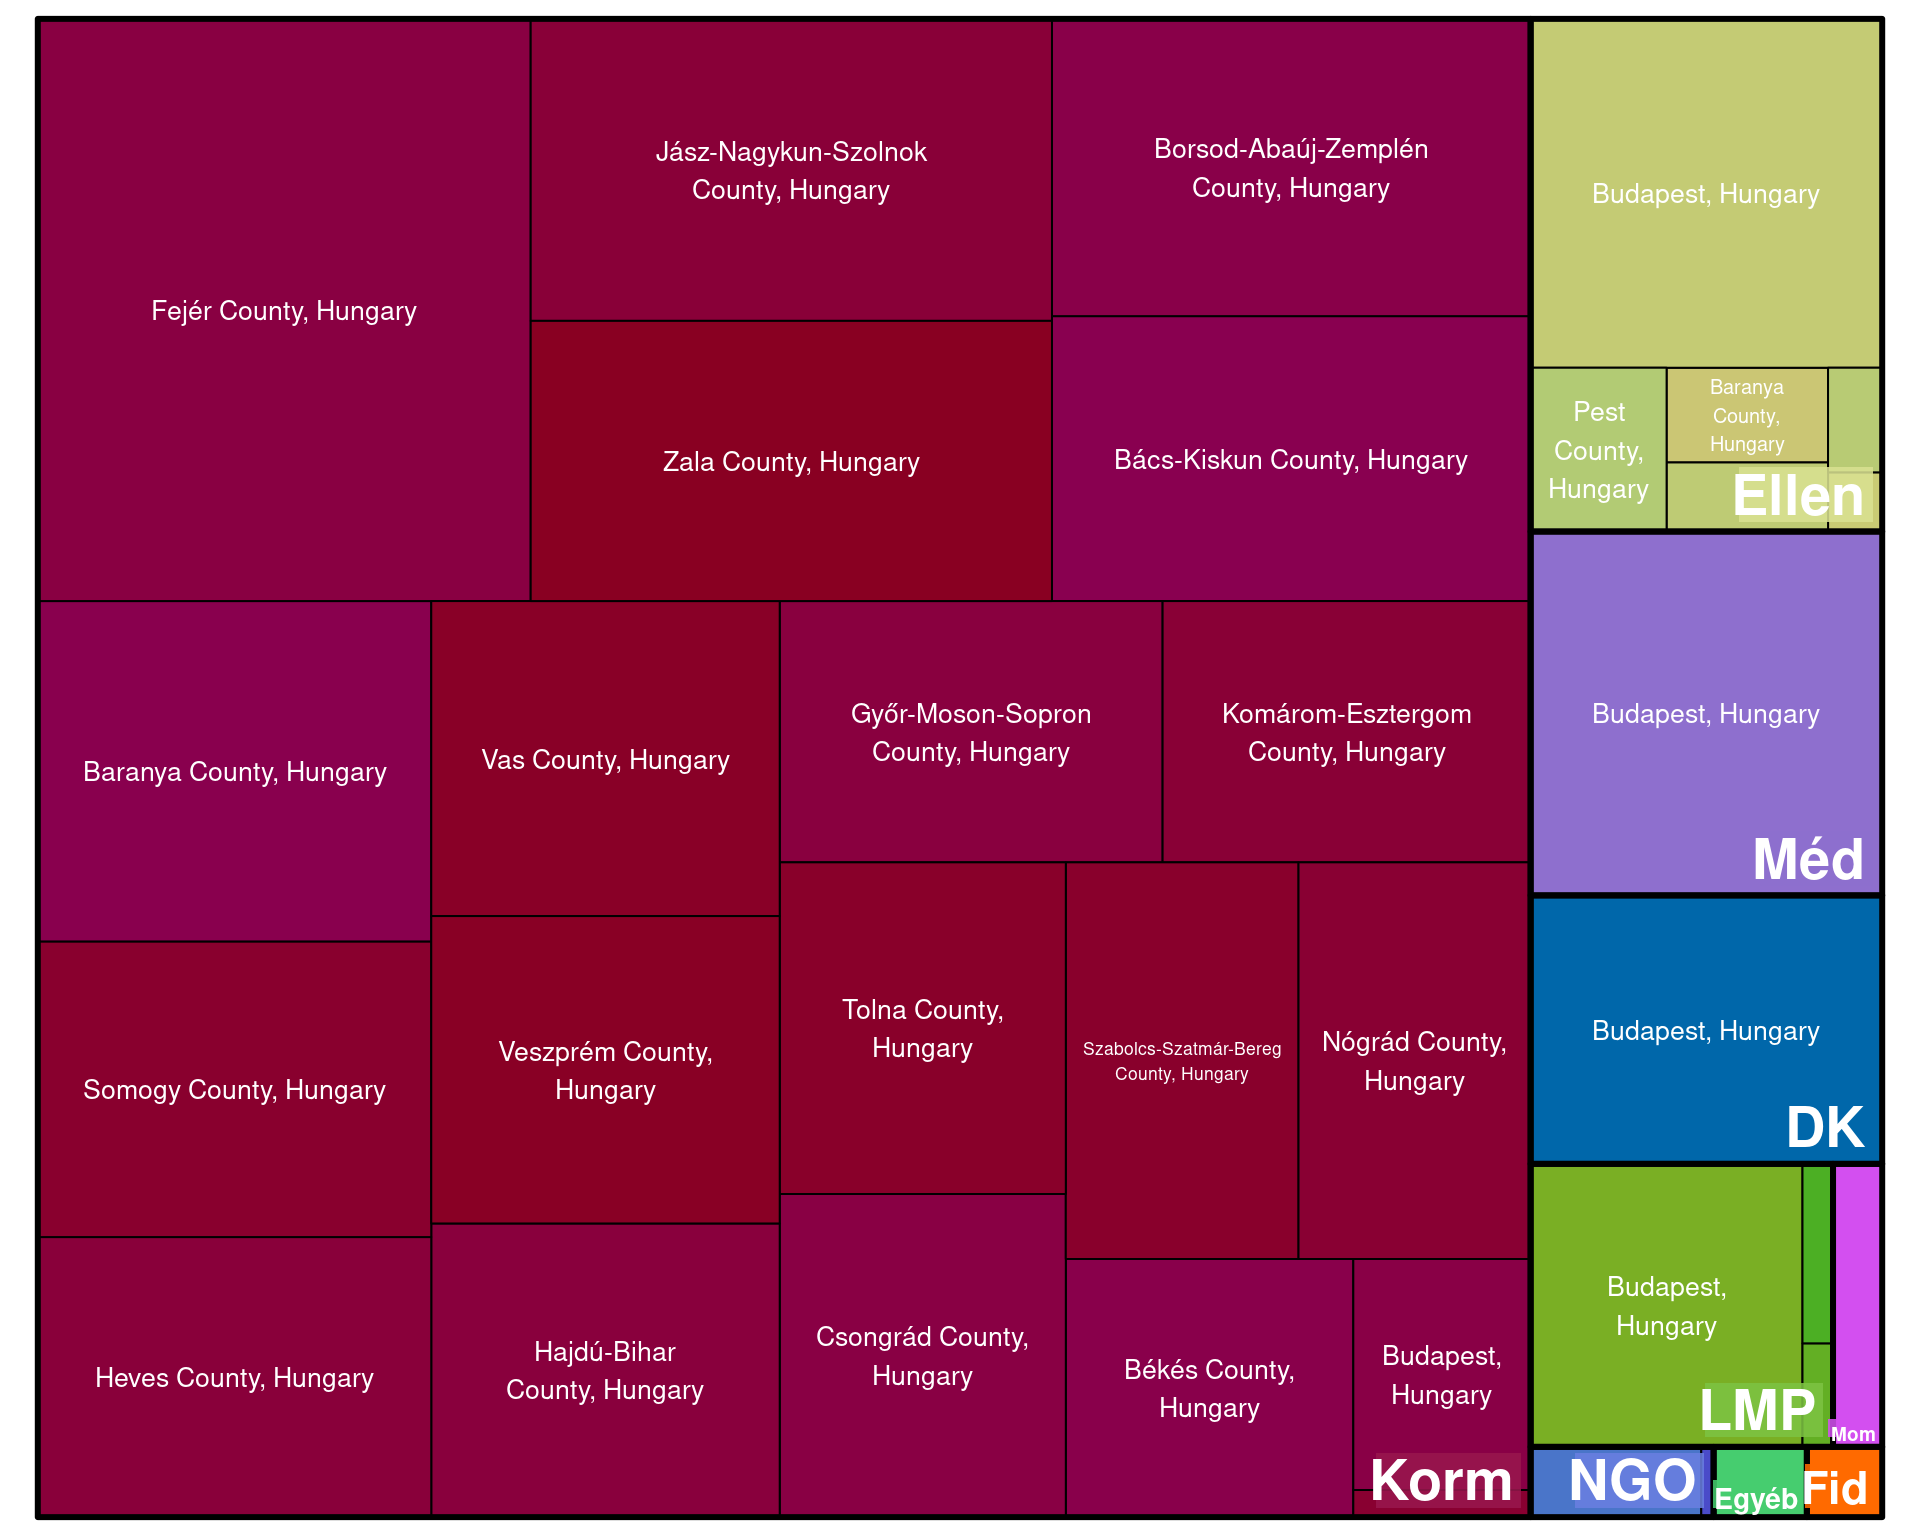 Fejér County, Hungary
Jász-Nagykun-Szolnok
County, Hungary
Borsod-Abaúj-Zemplén
County, Hungary
Zala County, Hungary
Bács-Kiskun County, Hungary
Baranya County, Hungary
Vas County, Hungary
Győr-Moson-Sopron
County, Hungary
Komárom-Esztergom
County, Hungary
Somogy County, Hungary
Veszprém County,
Hungary
Tolna County,
Hungary
Szabolcs-Szatmár-Bereg
County, Hungary
Nógrád County,
Hungary
Heves County, Hungary
Hajdú-Bihar
County, Hungary
Csongrád County,
Hungary
Békés County,
Hungary
Budapest,
Hungary
Korm
Budapest, Hungary
Pest
County,
Hungary
Baranya
County,
Hungary
Ellen
Budapest, Hungary
Méd
Budapest, Hungary
DK
Budapest,
Hungary
LMP
Mom
NGO
Egyéb
Fid